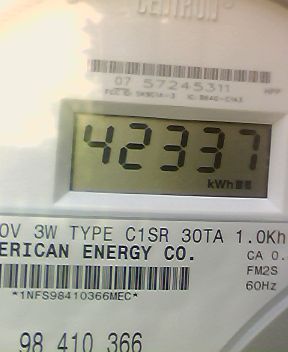 CENTRON
07 57245311
HPP
42337
kWh
0V 3W TYPE C1SR 30TA 1.0Kh
ERICAN ENERGY CO.
CA 0.
FM2S
60Hz
*1NFS98410366MEC*
98 410 366